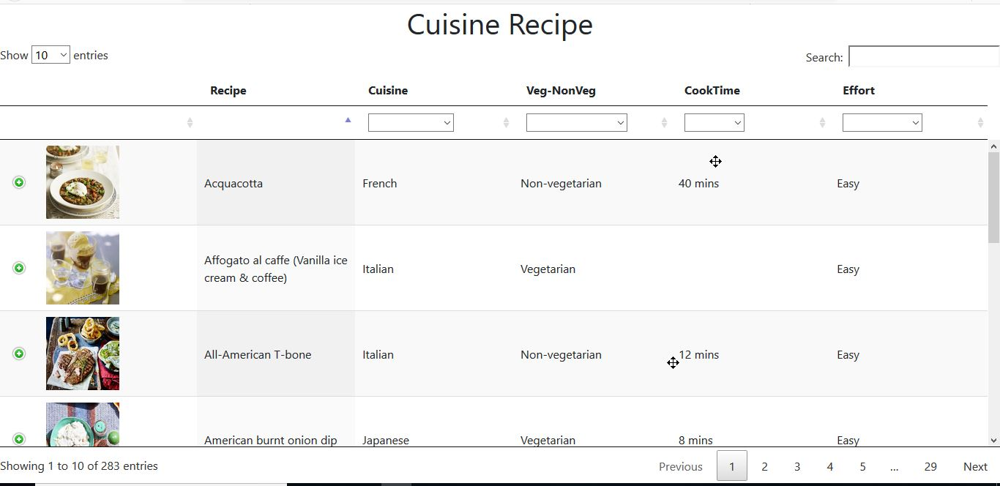 Cuisine Recipe
Show 10 entries
Search:
Recipe Cuisine Veg-NonVeg CookTime Effort
Acquacotta French Non-vegetarian 40 mins Easy
Affogato al caffe (Vanilla ice
cream & coffee) Italian Vegetarian Easy
All-American T-bone Italian Non-vegetarian 12 mins Easy
American burnt onion dip Japanese Vegetarian 8 mins Easy
Showing 1 to 10 of 283 entries
Previous 1 2 3 4 5 ... 29 Next